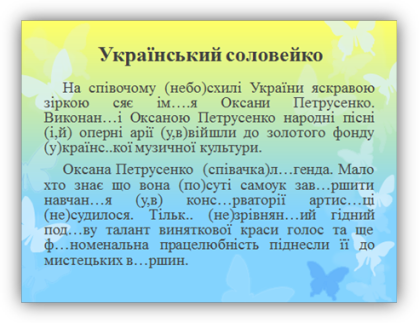 Український соловейко
На співочому (небо)схилі України яскравою
зіркою сяє ім….я Оксани Петрусенко.
Виконан…і Оксаною Петрусенко народні пісні
(і,й) оперні арії (у,в)війшли до золотого фонду
(у)країнс..кої музичної культури.
Оксана Петрусенко (співачка)л…генда. Мало
хто знає що вона (по)суті самоук зав…ршити
навчан…я (у,в) конс…рваторії артис…ці
(не)судилося. Тільк.. (не)зрівнян…ий гідний
под…ву талант виняткової краси голос та ще
ф…номенальна працелюбність піднесли її до
мистецьких в…ршин.